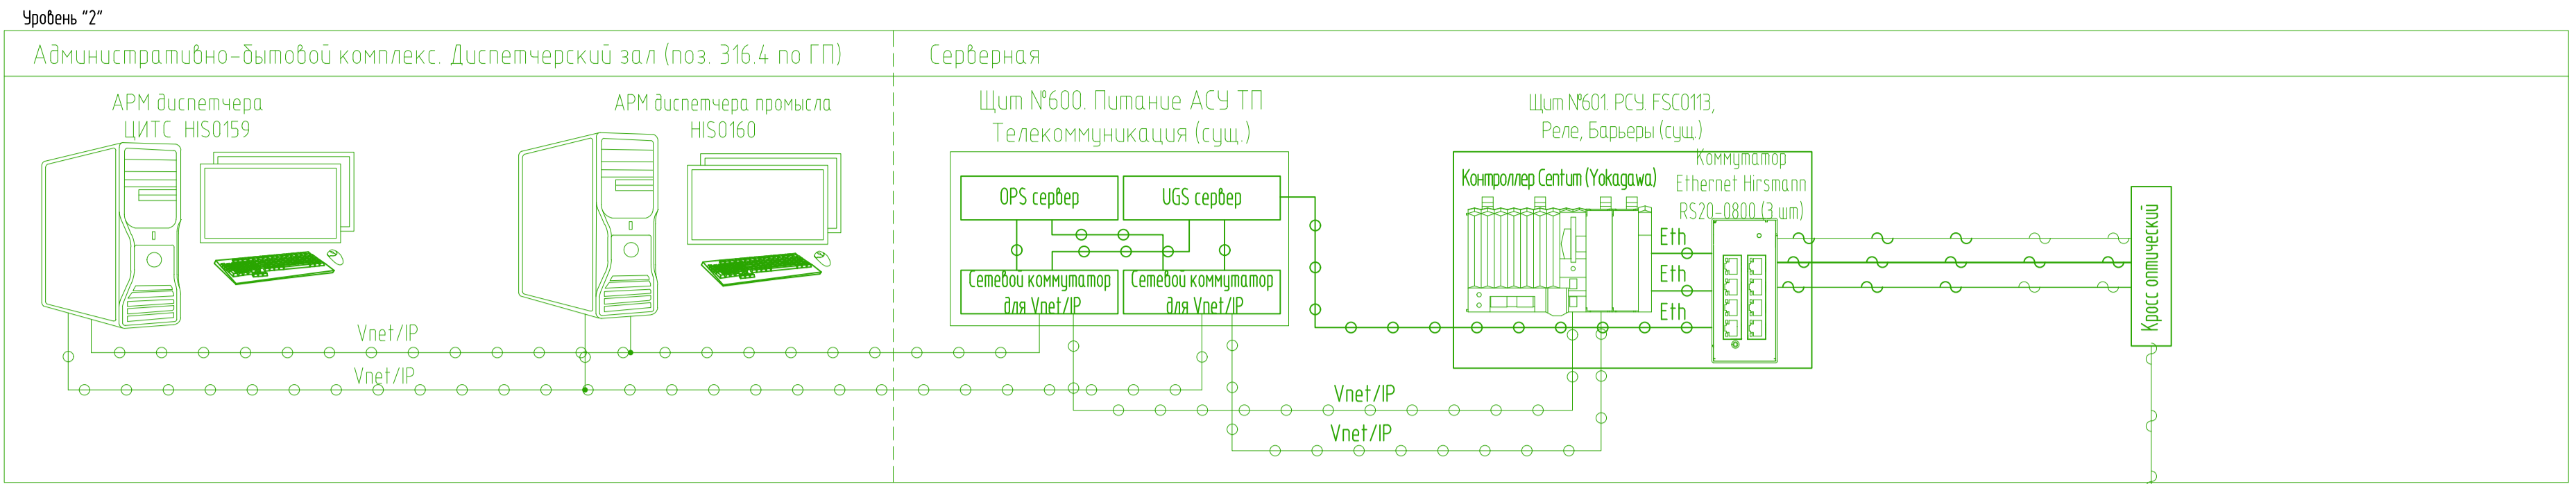 Уровень "2"
Административно-бытовой комплекс. Диспетчерский зал (поз. 316.4 по ГП)
Серверная
АРМ диспетчера
ЦИТС HIS0159
АРМ диспетчера промысла
HIS0160
Щит №600. Питание АСУ ТП
Телекоммуникация (сущ.)
OPS сервер
UGS сервер
Сетевой коммутатор
для Vnet/IP
Сетевой коммутатор
для Vnet/IP
Щит №601. РСУ. FSC0113,
Реле, Барьеры (сущ.)
Контроллер Centum (Yokagawa)
Коммутатор
Ethernet Hirsmann
RS20-0800 (3 шт)
Eth
Eth
Eth
Кросс оптический
Vnet/IP
Vnet/IP
Vnet/IP
Vnet/IP